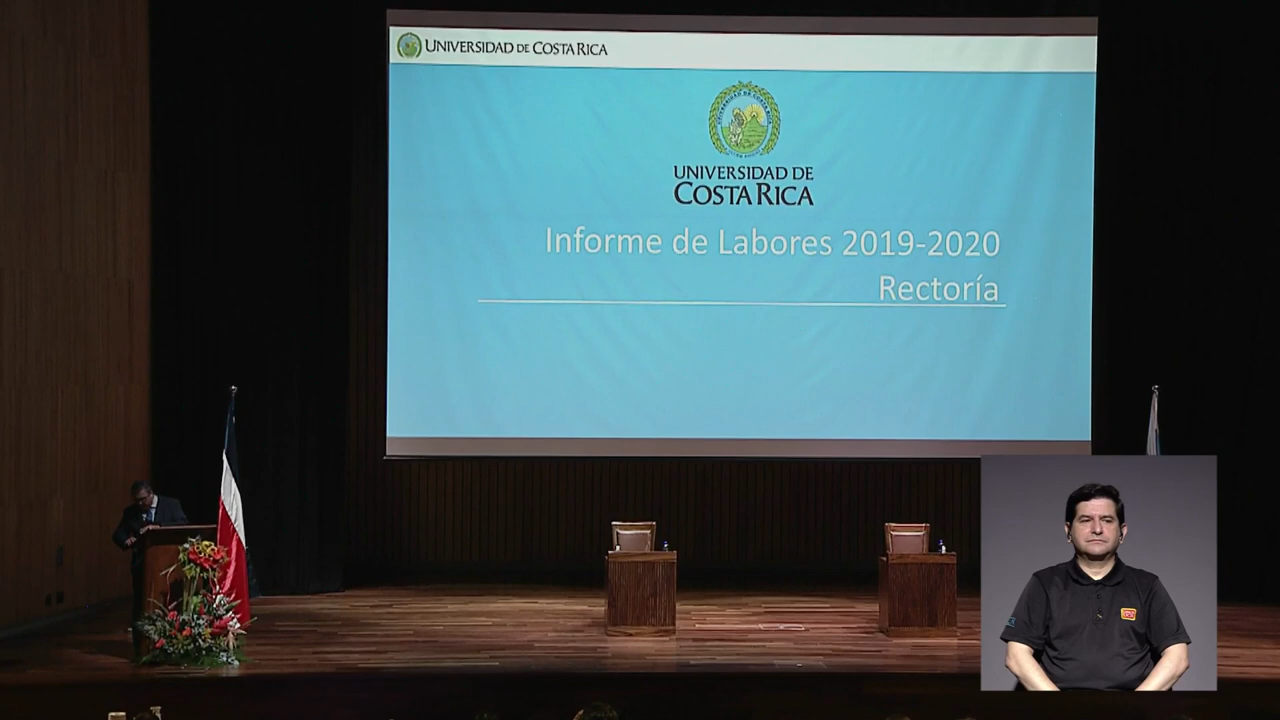 UNIVERSIDAD DE COSTA RICA
UNIVERSIDAD DE
COSTA RICA
Informe de Labores 2019-2020
Rectoría